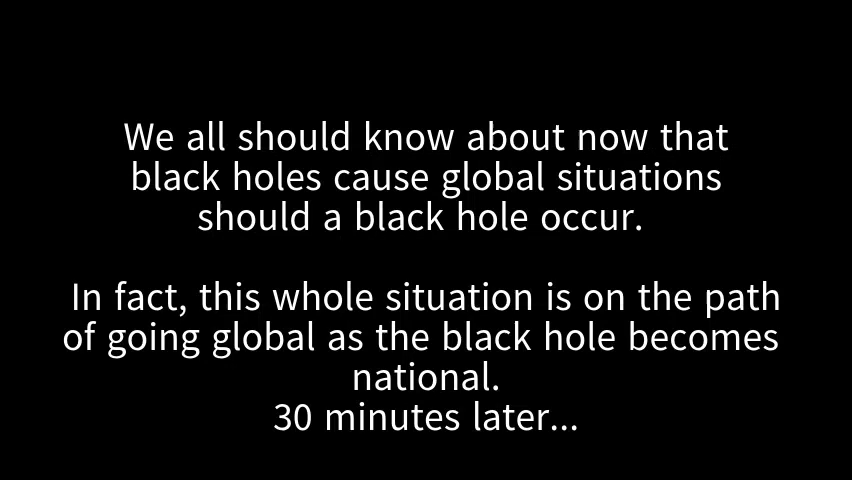 We all should know about now that
black holes cause global situations
should a black hole occur.
In fact, this whole situation is on the path
of going global as the black hole becomes
national.
30 minutes later...